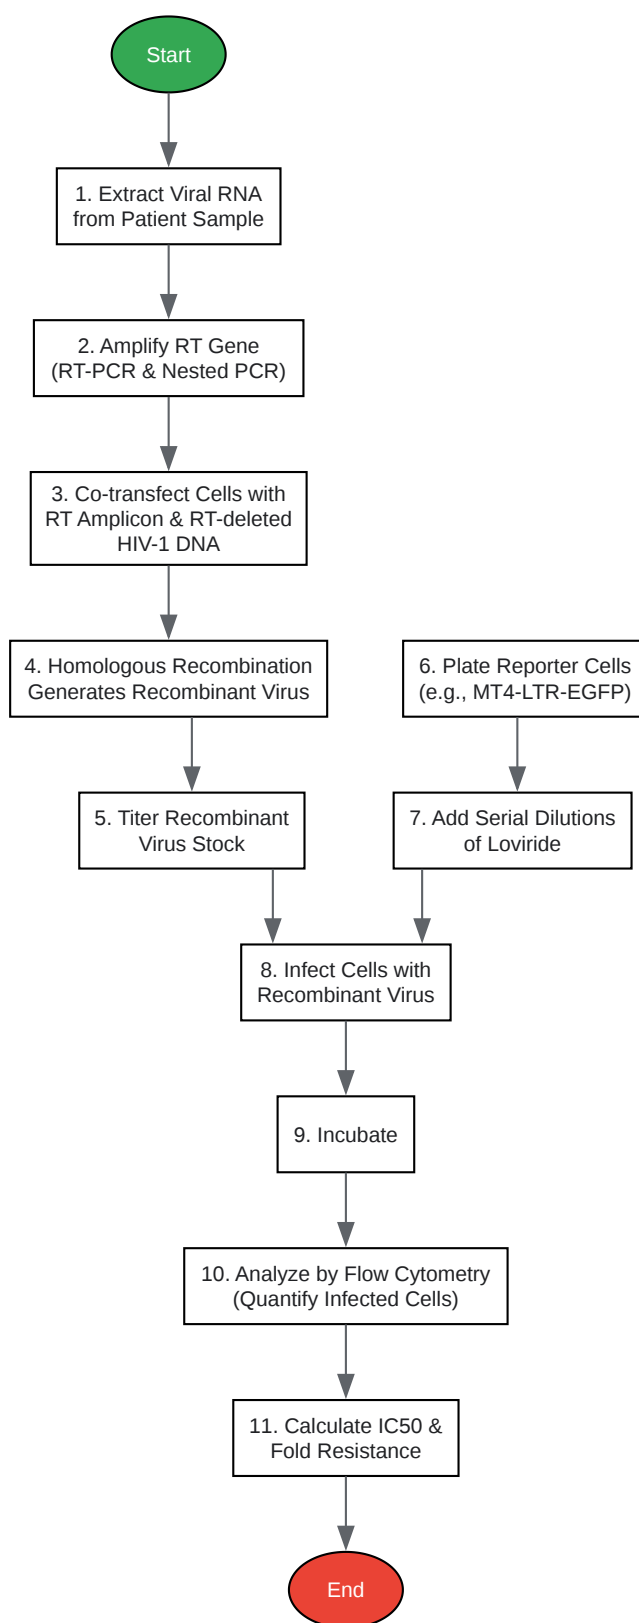 Start
1. Extract Viral RNA
from Patient Sample
2. Amplify RT Gene
(RT-PCR & Nested PCR)
3. Co-transfect Cells with
RT Amplicon & RT-deleted
HIV-1 DNA
4. Homologous Recombination
Generates Recombinant Virus
6. Plate Reporter Cells
(e.g., MT4-LTR-EGFP)
5. Titer Recombinant
Virus Stock
7. Add Serial Dilutions
of Loviride
8. Infect Cells with
Recombinant Virus
9. Incubate
10. Analyze by Flow Cytometry
(Quantify Infected Cells)
11. Calculate IC50 &
Fold Resistance
End